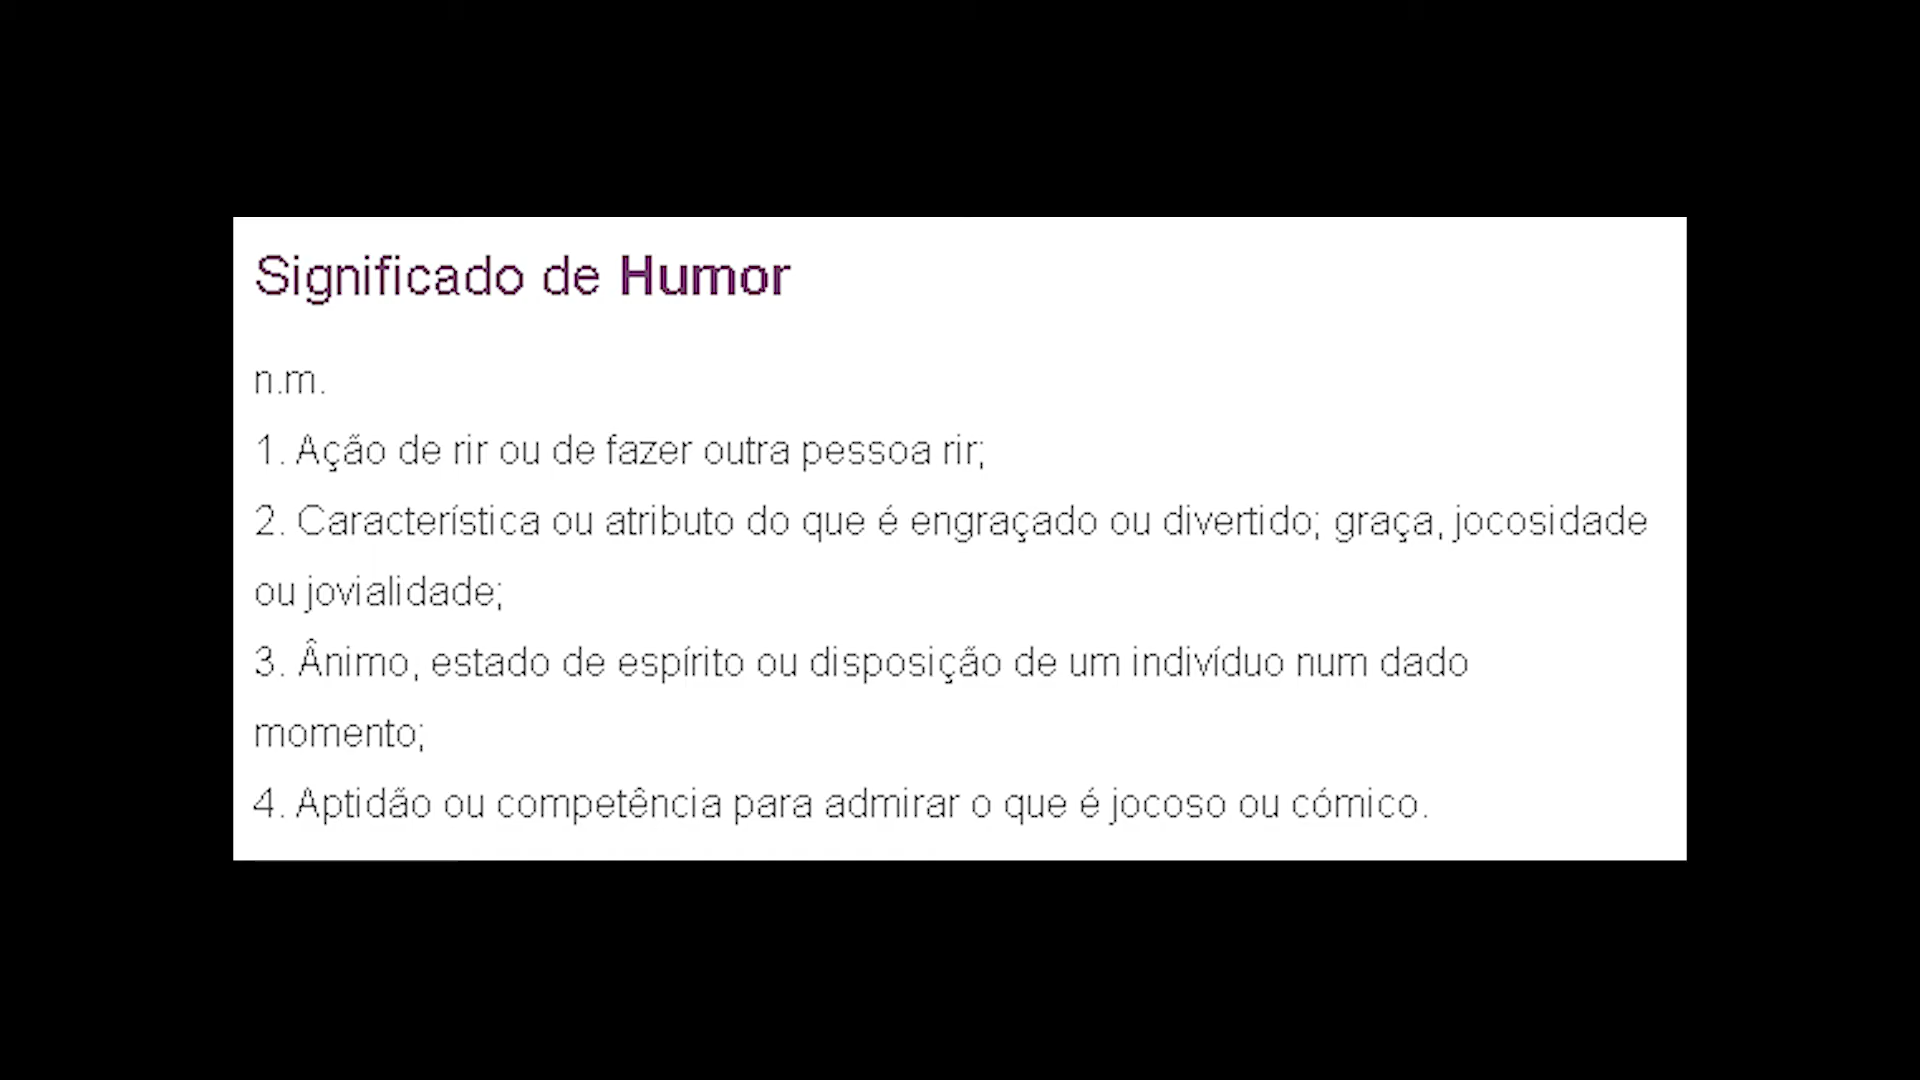 Significado de Humor
n.m.
1. Ação de rir ou de fazer outra pessoa rir;
2. Característica ou atributo do que é engraçado ou divertido; graça, jocosidade
ou jovialidade;
3. Ânimo, estado de espírito ou disposição de um indivíduo num dado
momento;
4. Aptidão ou competência para admirar o que é jocoso ou cómico.